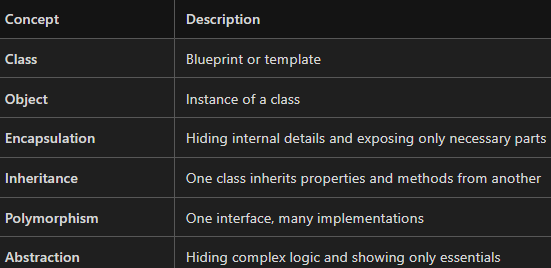 Concept Description
Class Blueprint or template
Object Instance of a class
Encapsulation Hiding internal details and exposing only necessary parts
Inheritance One class inherits properties and methods from another
Polymorphism One interface, many implementations
Abstraction Hiding complex logic and showing only essentials